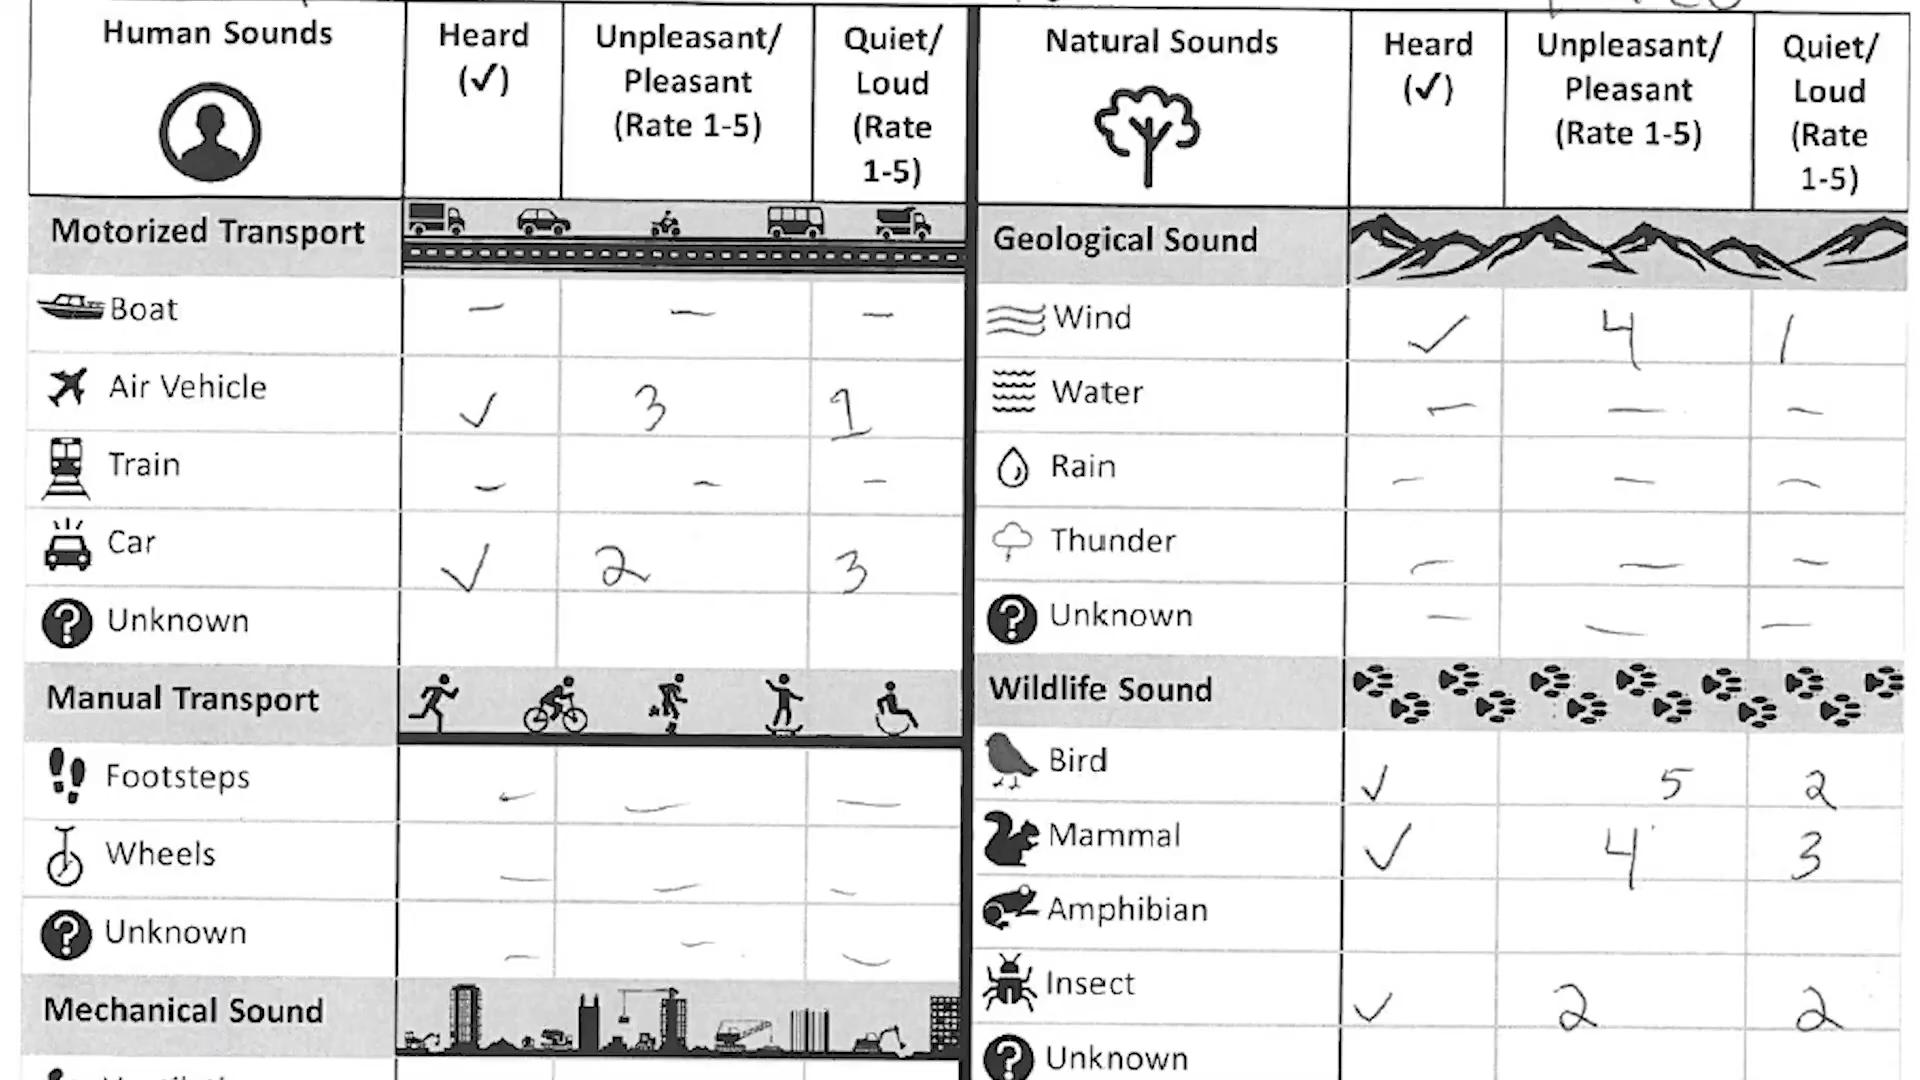 Human Sounds Heard (✓) Unpleasant/ Pleasant (Rate 1-5) Quiet/ Loud (Rate 1-5) Natural Sounds Heard (✓) Unpleasant/ Pleasant (Rate 1-5) Quiet/ Loud (Rate 1-5)
Motorized Transport Geological Sound
Boat – – – Wind ✓ 4 1
Air Vehicle ✓ 3 1 Water – – –
Train – – – Rain – – –
Car ✓ 2 3 Thunder – – –
Unknown Unknown – – –
Manual Transport Wildlife Sound
Footsteps – – – Bird ✓ 5 2
Wheels – – – Mammal ✓ 4 3
Unknown – – – Amphibian
Mechanical Sound Insect ✓ 2 2
Unknown